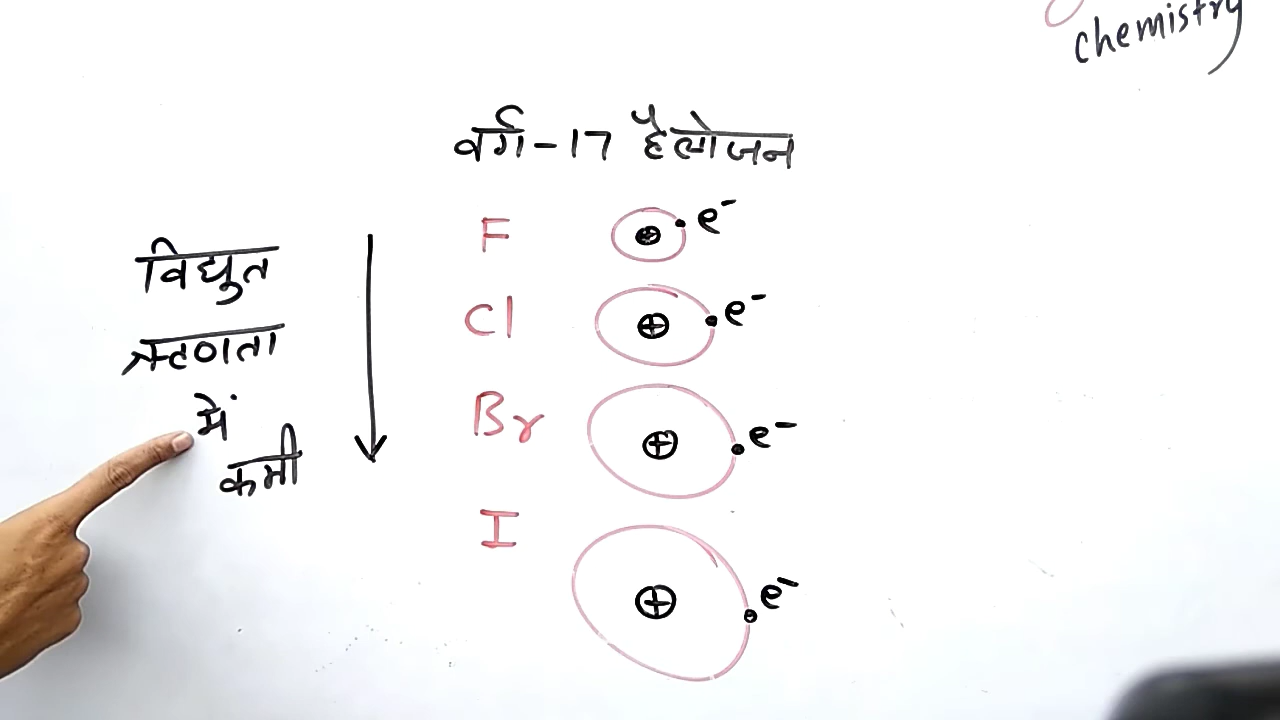 chemistry
वर्ग-17 हैलोजन
F e⁻
Cl e⁻
Br e⁻
I e⁻
विद्युत
ऋणता
में
कमी